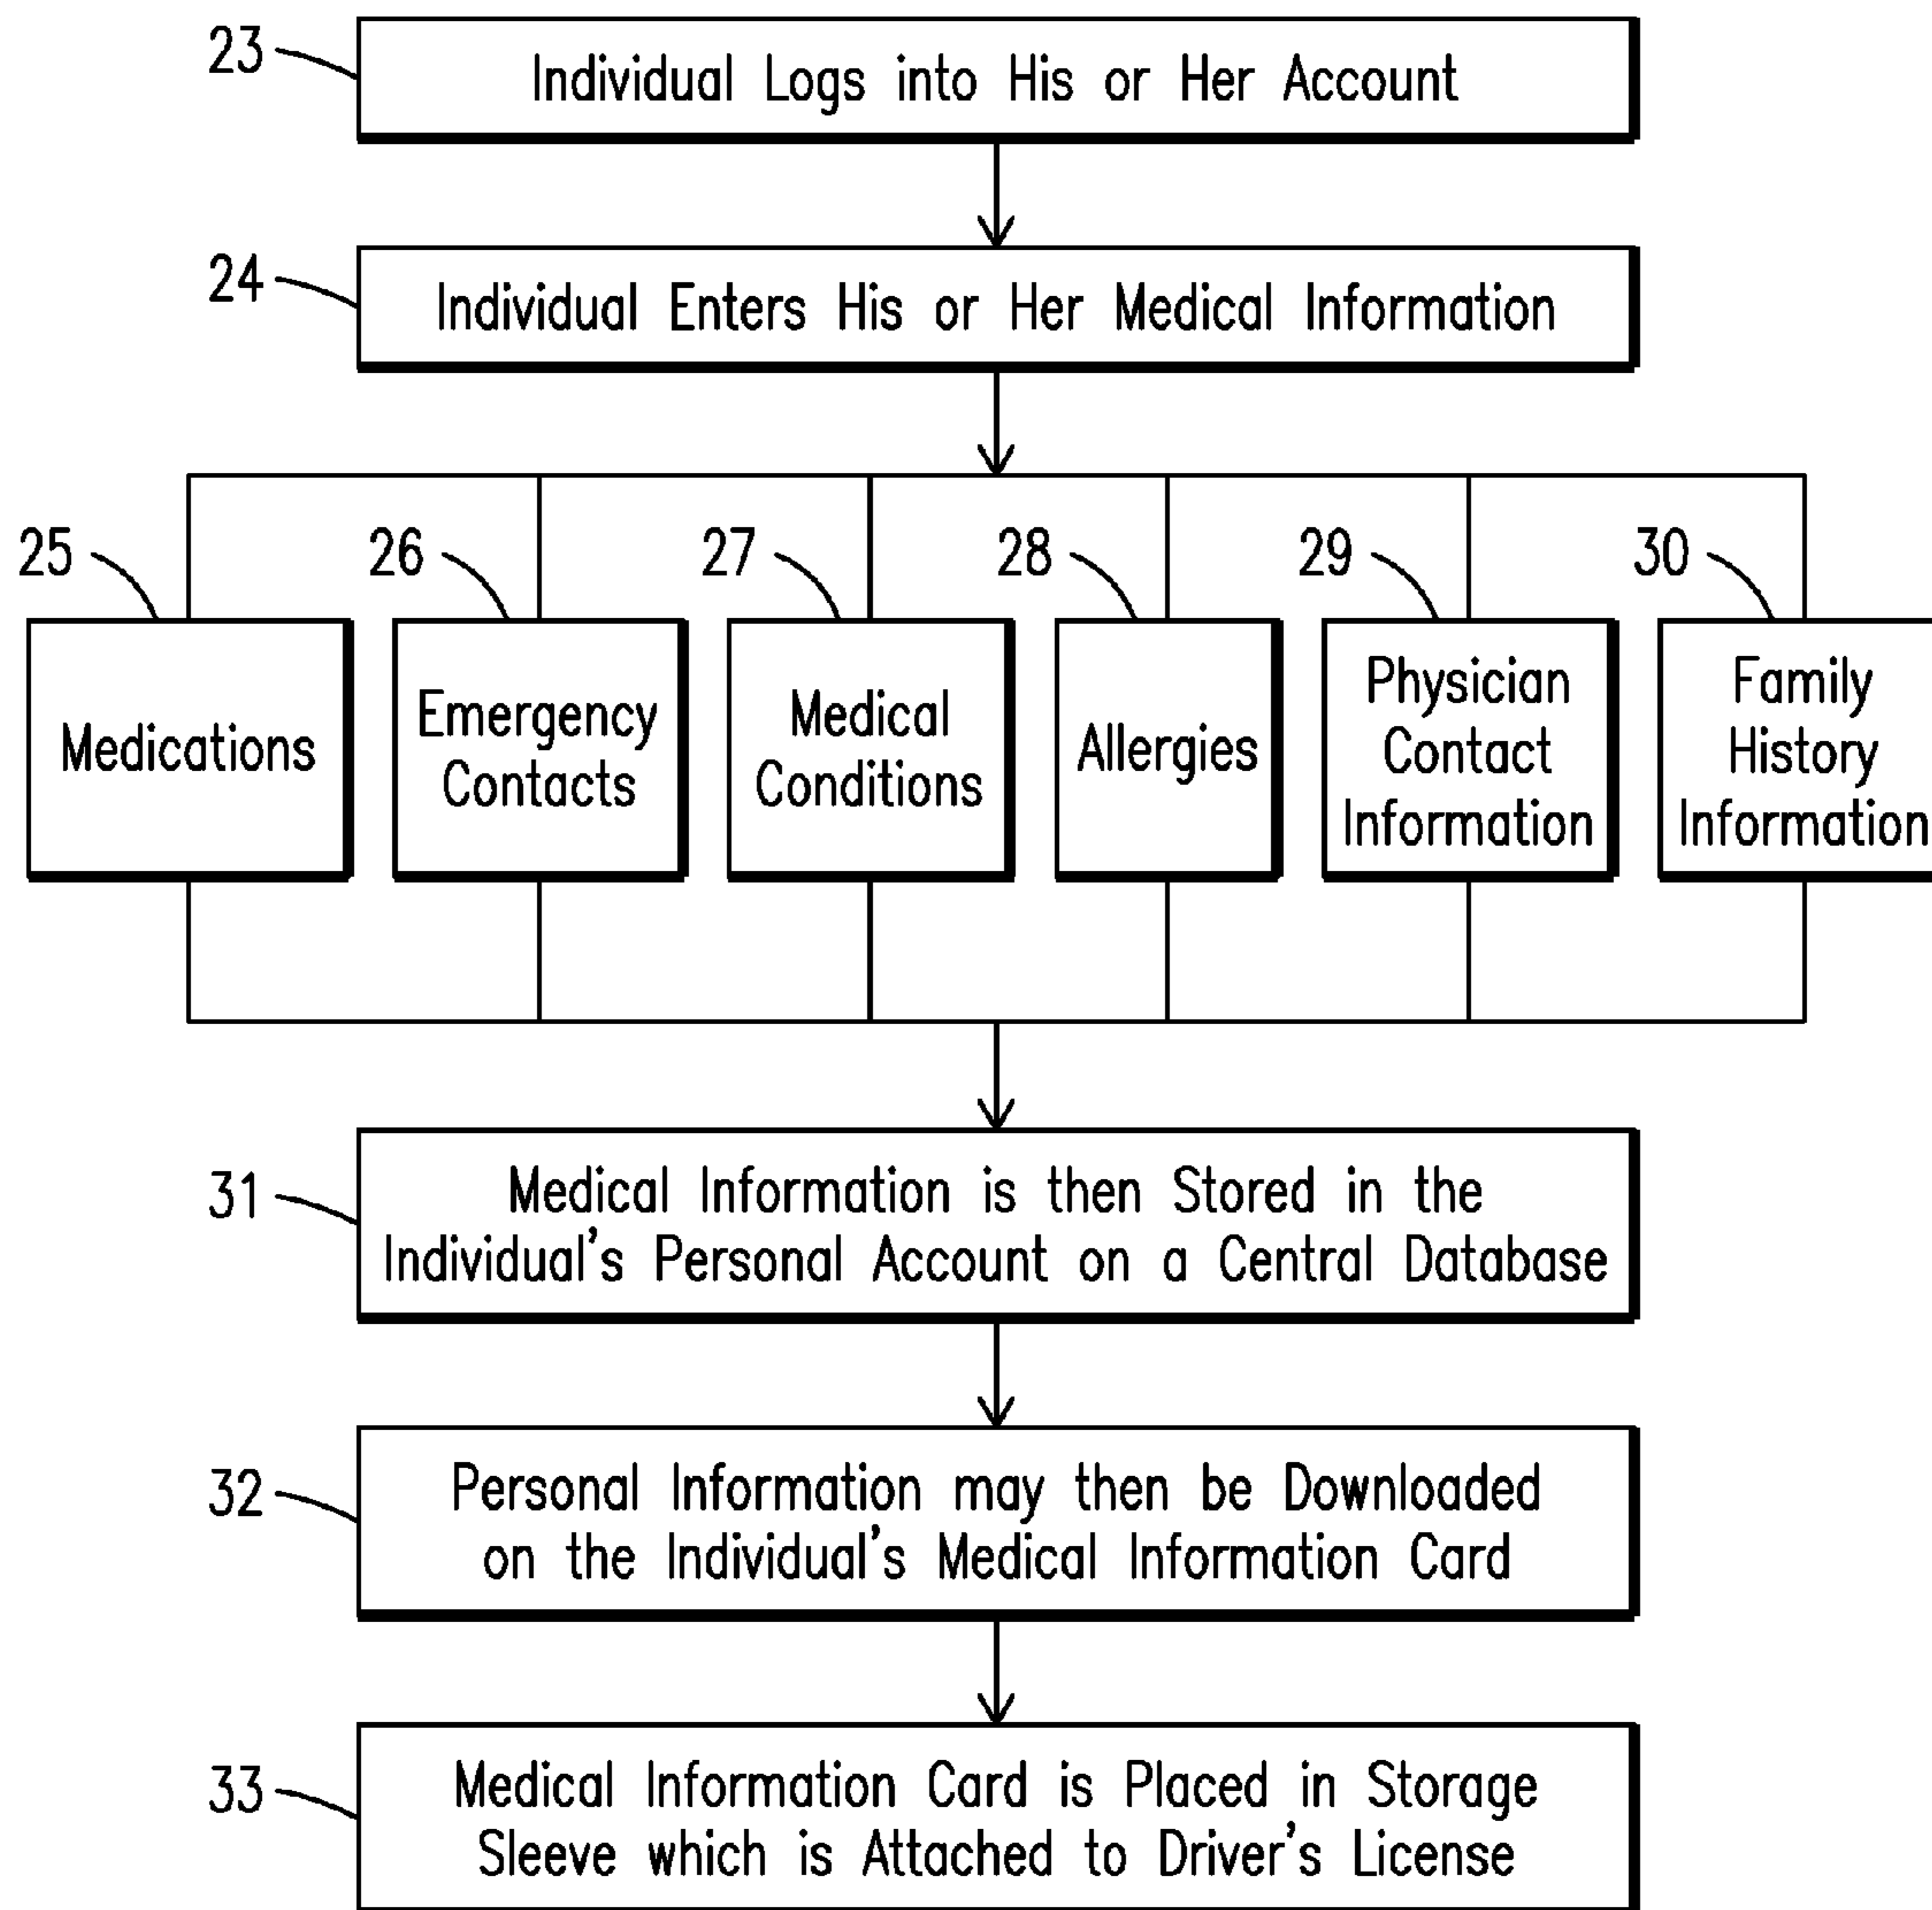 23
Individual Logs into His or Her Account
24
Individual Enters His or Her Medical Information
25
26
27
28
29
30
Medications
Emergency
Contacts
Medical
Conditions
Allergies
Physician
Contact
Information
Family
History
Information
31
Medical Information is then Stored in the
Individual's Personal Account on a Central Database
32
Personal Information may then be Downloaded
on the Individual's Medical Information Card
33
Medical Information Card is Placed in Storage
Sleeve which is Attached to Driver's License